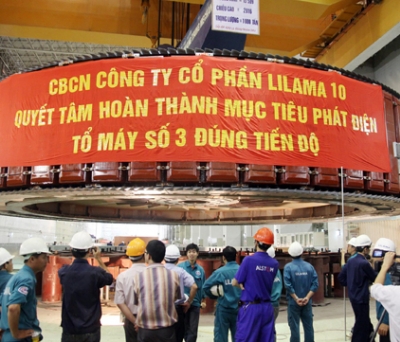 CBCN CÔNG TY CỔ PHẦN LILAMA 10
QUYẾT TÂM HOÀN THÀNH MỤC TIÊU PHÁT ĐIỆN
TỔ MÁY SỐ 3 ĐÚNG TIẾN ĐỘ